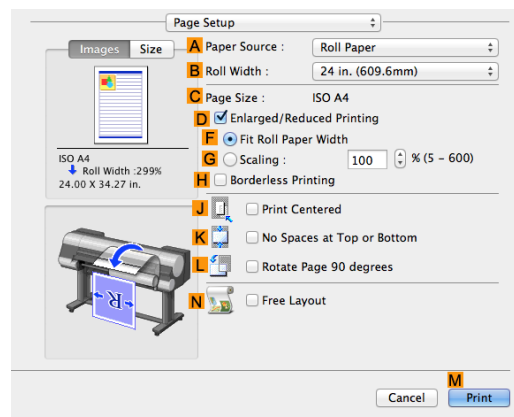 Page Setup
Images Size
A Paper Source : Roll Paper
B Roll Width : 24 in. (609.6mm)
C Page Size : ISO A4
D Enlarged/Reduced Printing
F Fit Roll Paper Width
G Scaling : 100 % (5 - 600)
H Borderless Printing
ISO A4
Roll Width :299%
24.00 X 34.27 in.
J Print Centered
K No Spaces at Top or Bottom
L Rotate Page 90 degrees
R
N Free Layout
M
Cancel Print